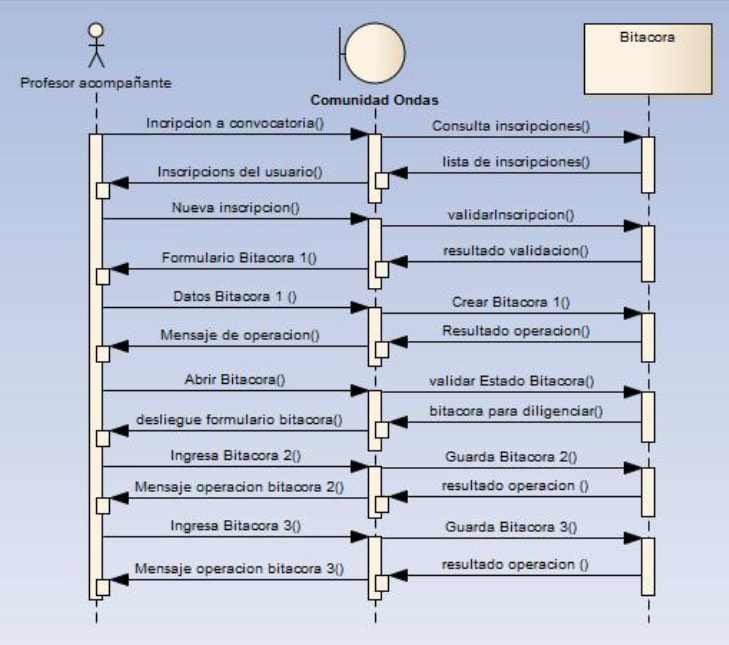 Bitacora
Profesor acompañante
Comunidad Ondas
Incripcion a convocatoria()
Consulta inscripciones()
lista de inscripciones()
Inscripcions del usuario()
Nueva inscripcion()
validarInscripcion()
resultado validacion()
Formulario Bitacora 1()
Datos Bitacora 1 ()
Crear Bitacora 1()
Resultado operacion()
Mensaje de operacion()
Abrir Bitacora()
validar Estado Bitacora()
bitacora para diligenciar()
desliegue formulario bitacora()
Ingresa Bitacora 2()
Guarda Bitacora 2()
resultado operacion ()
Mensaje operacion bitacora 2()
Ingresa Bitacora 3()
Guarda Bitacora 3()
resultado operacion ()
Mensaje operacion bitacora 3()